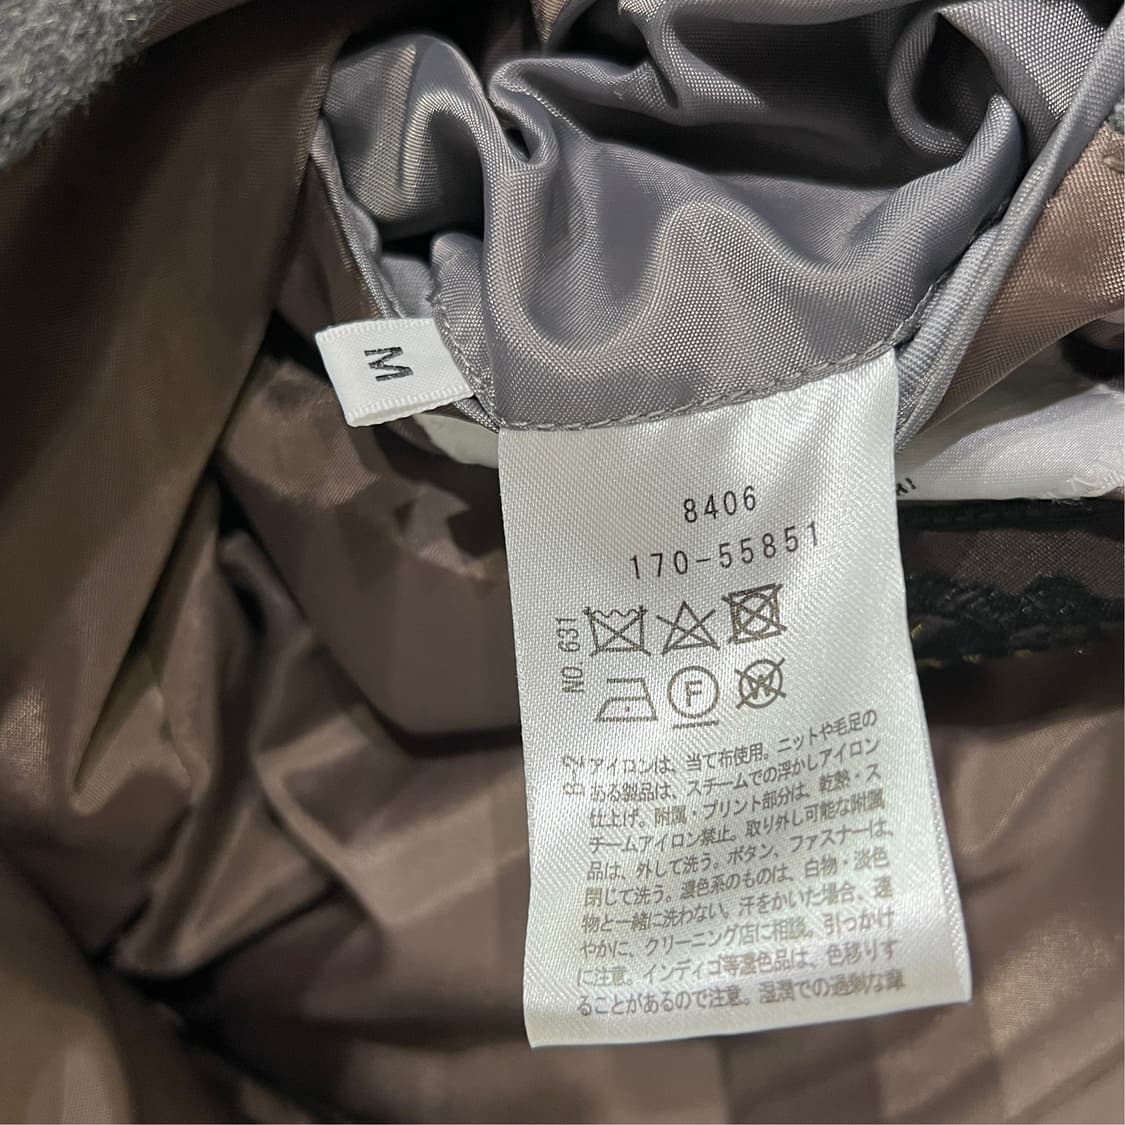 M
8406
170-55851
NO 631
F
W
アイロンは、当て布使用。ニットや毛足の
ある製品は、スチームでの浮かしアイロン
仕上げ。附属・プリント部分は、乾熱・ス
チームアイロン禁止。取り外し可能な附属
品は、外して洗う。ボタン、ファスナーは、
閉じて洗う。濃色系のものは、白物・淡色
物と一緒に洗わない。汗をかいた場合、速
やかに、クリーニング店に相談。引っかけ
に注意。インディゴ等濃色品は、色移りす
ることがあるので注意。湿潤での過剰な摩